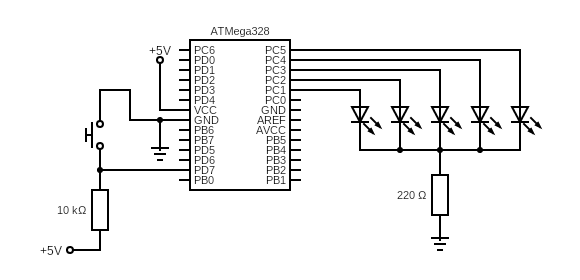 ATMega328
+5V
PC6 PC5
PD0 PC4
PD1 PC3
PD2 PC2
PD3 PC1
PD4 PC0
VCC GND
GND AREF
PB6 AVCC
PB7 PB5
PD5 PB4
PD6 PB3
PD7 PB2
PB0 PB1
10 kΩ
220 Ω
+5V